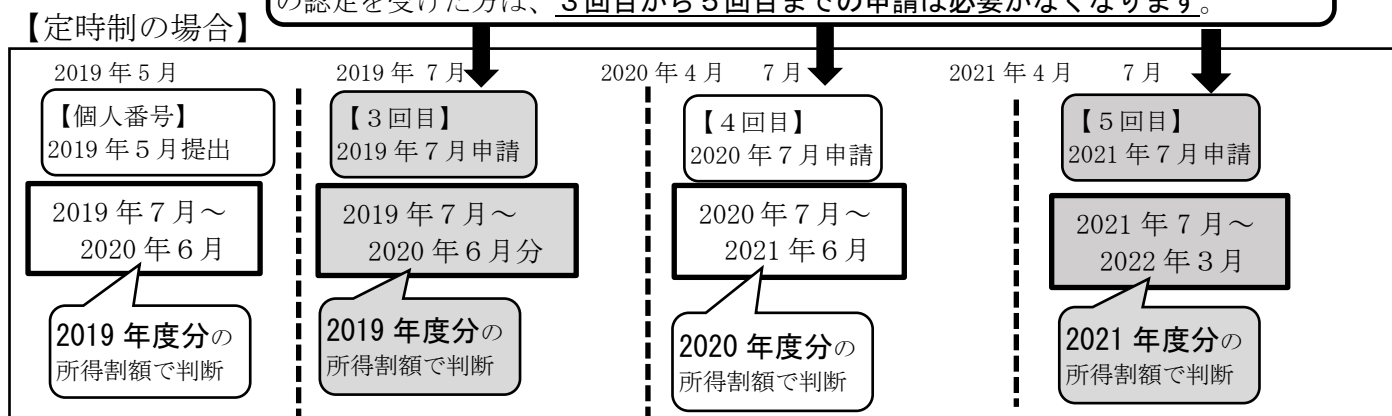 の認定を受けた方は、３回目から５回目までの申請は必要がなくなります。
【定時制の場合】
2019年５月
2019年 ７月
2020年４月 ７月
2021年４月 ７月
【個人番号】
2019年５月提出
【３回目】
2019年７月申請
【４回目】
2020年７月申請
【５回目】
2021年７月申請
2019年７月～
2020年６月
2019年７月～
2020年６月分
2020年７月～
2021年６月
2021年７月～
2022年３月
2019年度分の
所得割額で判断
2019年度分の
所得割額で判断
2020年度分の
所得割額で判断
2021年度分の
所得割額で判断